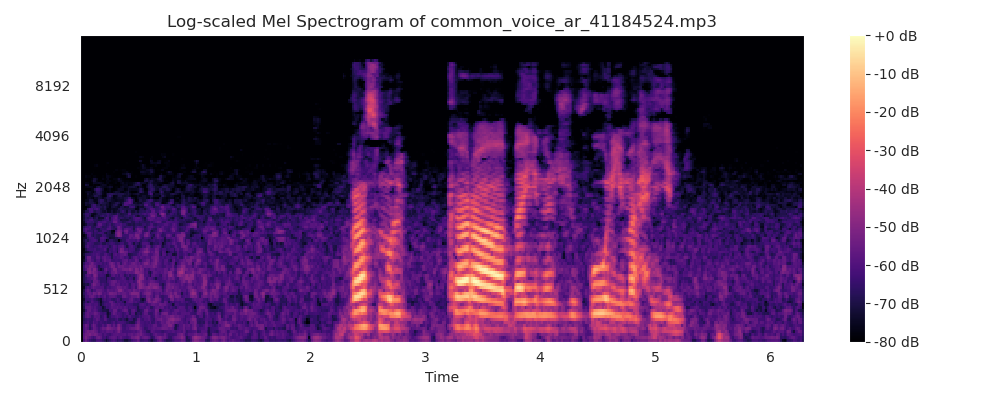 Log-scaled Mel Spectrogram of common_voice_ar_41184524.mp3
+0 dB
8192
-10 dB
4096
-20 dB
-30 dB
Hz
2048
-40 dB
1024
-50 dB
512
-60 dB
-70 dB
0
-80 dB
0 1 2 3 4 5 6
Time